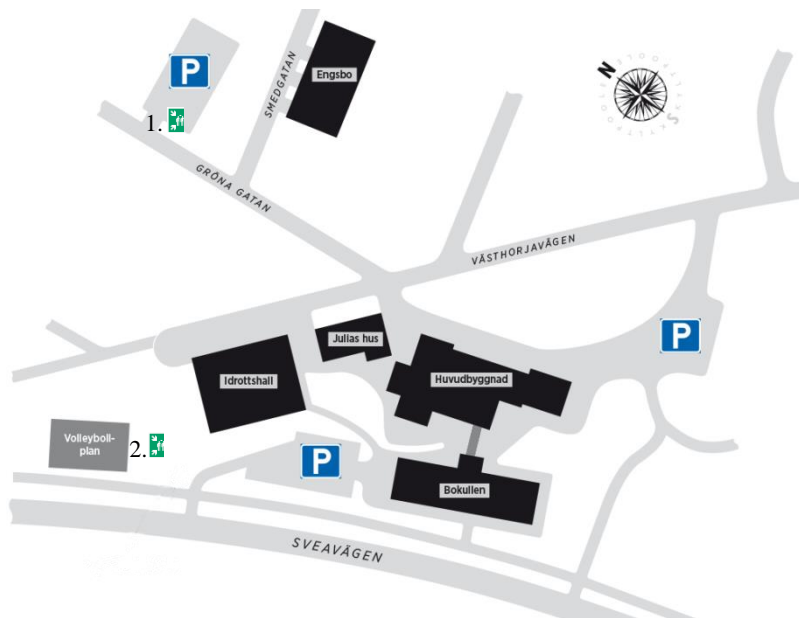 P
Engsbo
SMEDGATAN
N
S
1.
GRÖNA GATAN
VÄSTHORJAVÄGEN
Julias hus
P
Idrottshall
Huvudbyggnad
Volleyboll-
plan
2.
P
Bokullen
SVEAVÄGEN